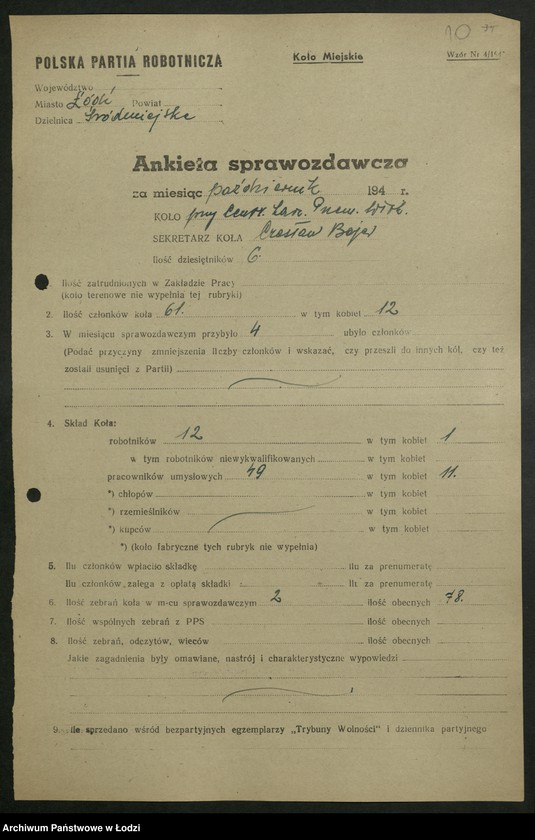 10
POLSKA PARTIA ROBOTNICZA
Koło Miejskie
Wzór Nr 4/194
Województwo
Miasto Łódź Powiat
Dzielnica Śródmiejska
Ankieta sprawozdawcza
za miesiąc październik 194 r.
KOŁO przy Centr. Zarz. Przem. Włók.
SEKRETARZ KOŁA Czesław
Ilość dziesiętników 6
Ilość zatrudnionych w Zakładzie Pracy
(koło terenowe nie wypełnia tej rubryki)
2. Ilość członków koła 61. w tym kobiet 12
3. W miesiącu sprawozdawczym przybyło 4 ubyło członków
(Podać przyczyny zmniejszenia liczby członków i wskazać, czy przeszli do innych kół, czy też
zostali usunięci z Partii)
4. Skład Koła:
robotników 12 w tym kobiet 1
w tym robotników niewykwalifikowanych w tym kobiet
pracowników umysłowych 49 w tym kobiet 11.
*) chłopów w tym kobiet
*) rzemieślników w tym kobiet
*) kupców w tym kobiet
*) (koło fabryczne tych rubryk nie wypełnia)
5. Ilu członków wpłaciło składkę Ilu za prenumeratę
Ilu członków zalega z opłatą składki - - Ilu za prenumeratę
6. Ilość zebrań koła w m-cu sprawozdawczym 2 ilość obecnych 78.
7. Ilość wspólnych zebrań z PPS ilość obecnych
8. Ilość zebrań, odczytów, wieców ilość obecnych
Jakie zagadnienia były omawiane, nastrój i charakterystyczne wypowiedzi
9. Ile sprzedano wśród bezpartyjnych egzemplarzy „Trybuny Wolności" i dziennika partyjnego
Archiwum Państwowe w Łodzi